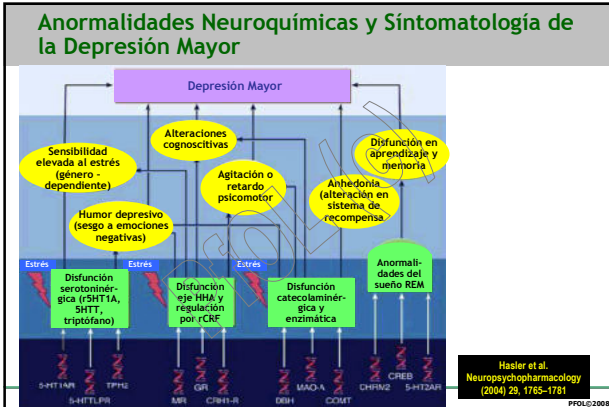 Anormalidades Neuroquímicas y Síntomatología de
la Depresión Mayor
Depresión Mayor
Sensibilidad
elevada al estrés
(género -
dependiente)
Alteraciones
cognoscitivas
Disfunción en
aprendizaje y
memoria
Agitación o
retardo
psicomotor
Anhedonia
(alteración en
sistema de
recompensa
Humor depresivo
(sesgo a emociones
negativas)
Estrés
Estrés
Estrés
Disfunción
serotoninér-
gica (r5HT1A,
5HTT,
triptófano)
Disfunción
eje HHA y
regulación
por rCRF
Disfunción
catecolaminér-
gica y
enzimática
Anormali-
dades del
sueño REM
5-HT1AR
5-HTTLPR
TPH2
MR
GR
CRH1-R
DBH
MAO-A
COMT
CHRM2
CREB
5-HT2AR
Hasler et al.
Neuropsychopharmacology
(2004) 29, 1765–1781
PFOL©2008